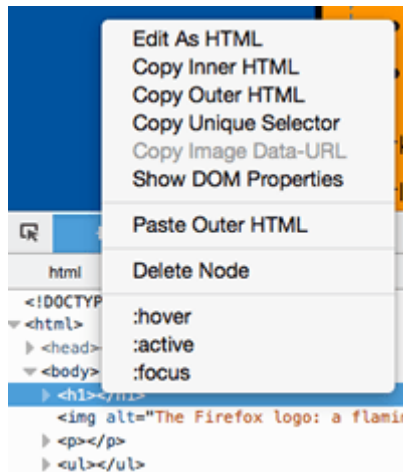 Edit As HTML
Copy Inner HTML
Copy Outer HTML
Copy Unique Selector
Copy Image Data-URL
Show DOM Properties
Paste Outer HTML
Delete Node
:hover
:active
:focus
html
<!DOCTYP
<html>
<head>
<body>
<h1></h1>
<img alt="The Firefox logo: a flami
<p></p>
<ul></ul>